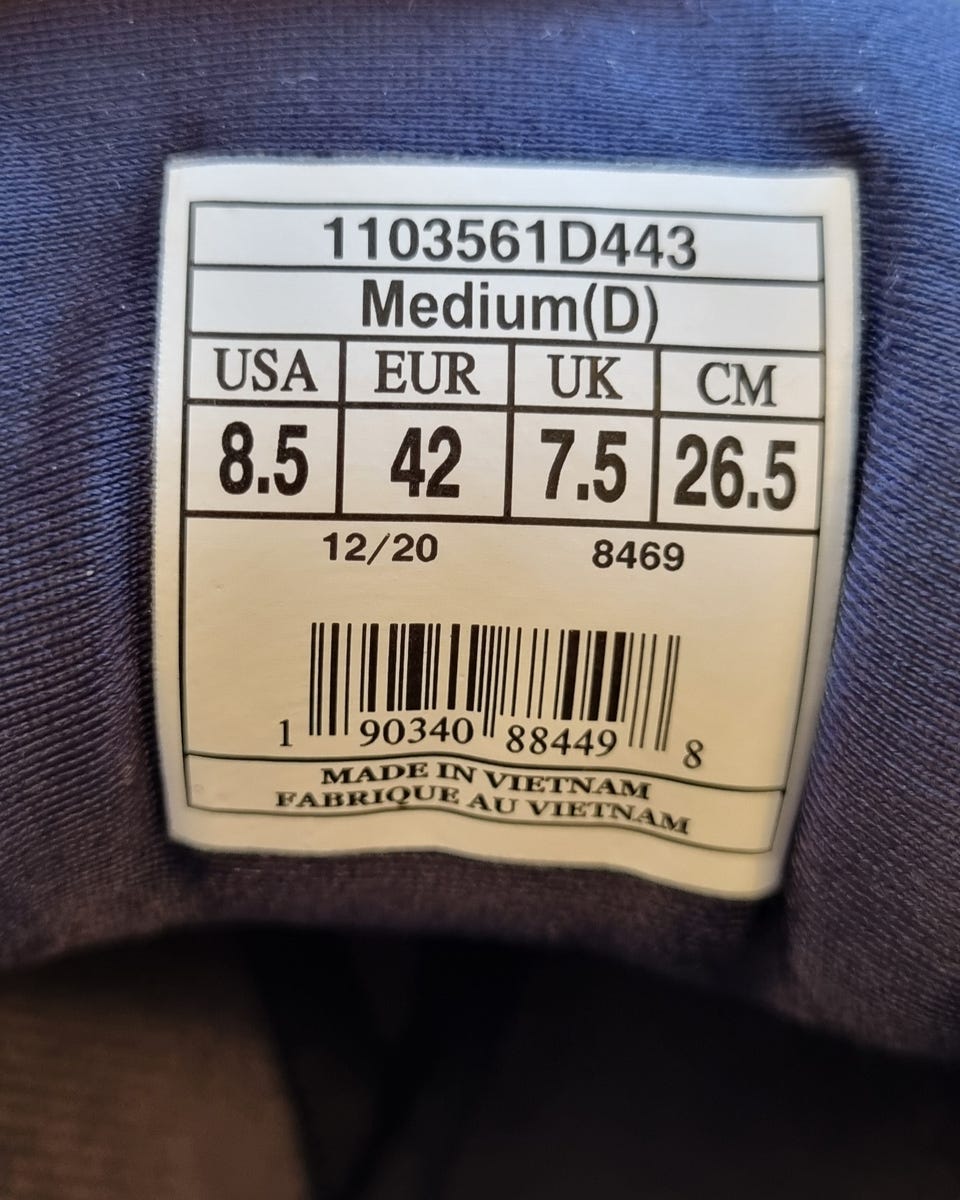 1103561D443
Medium(D)
USA EUR UK CM
8.5 42 7.5 26.5
12/20 8469
1 90340 88449 8
MADE IN VIETNAM
FABRIQUE AU VIETNAM